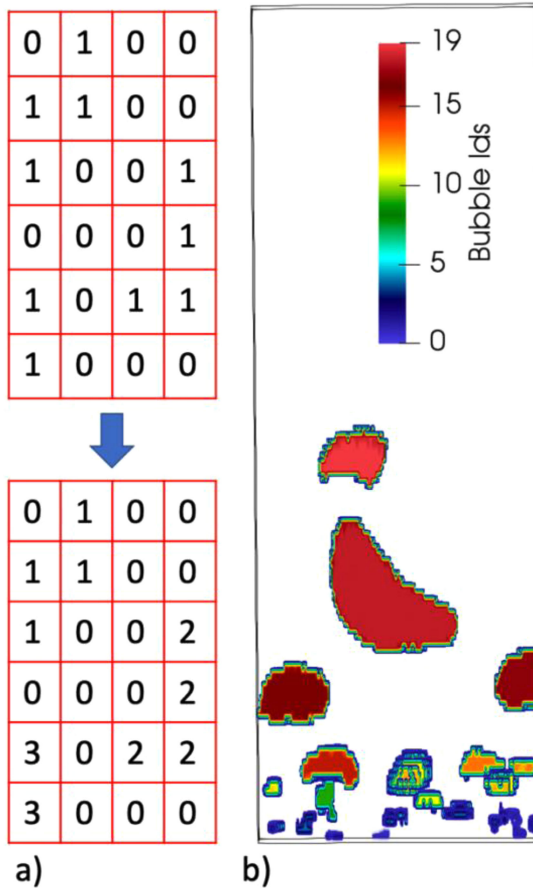 0 1 0 0
1 1 0 0
1 0 0 1
0 0 0 1
1 0 1 1
1 0 0 0
0 1 0 0
1 1 0 0
1 0 0 2
0 0 0 2
3 0 2 2
3 0 0 0
a)
19
15
10
5
0
Bubble Ids
b)